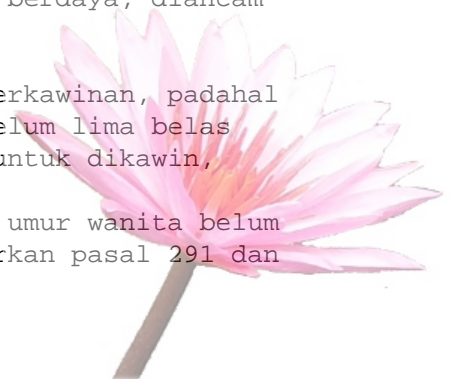 berdaya, diancam
erkawinan, padahal
elum lima belas
untuk dikawin,
umur wanita belum
rkan pasal 291 dan